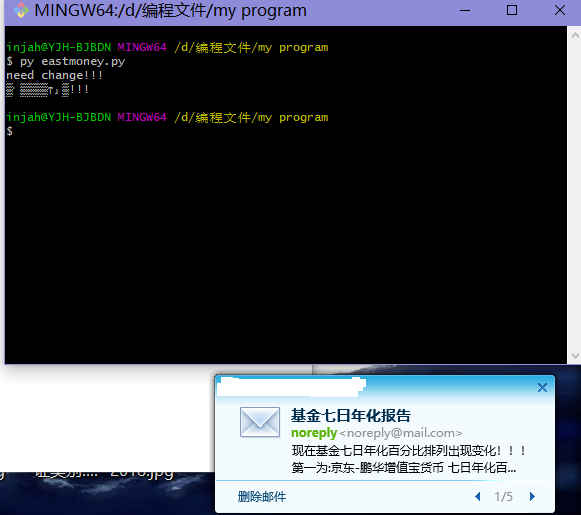 MINGW64:/d/编程文件/my program
injah@YJH-BJBDN MINGW64 /d/编程文件/my program
$ py eastmoney.py
need change!!!
!!!
injah@YJH-BJBDN MINGW64 /d/编程文件/my program
$
基金七日年化报告
noreply<noreply@mail.com>
现在基金七日年化百分比排列出现变化！！！
第一为:京东-鹏华增值宝货币 七日年化百...
删除邮件
1/5
2018.jpg